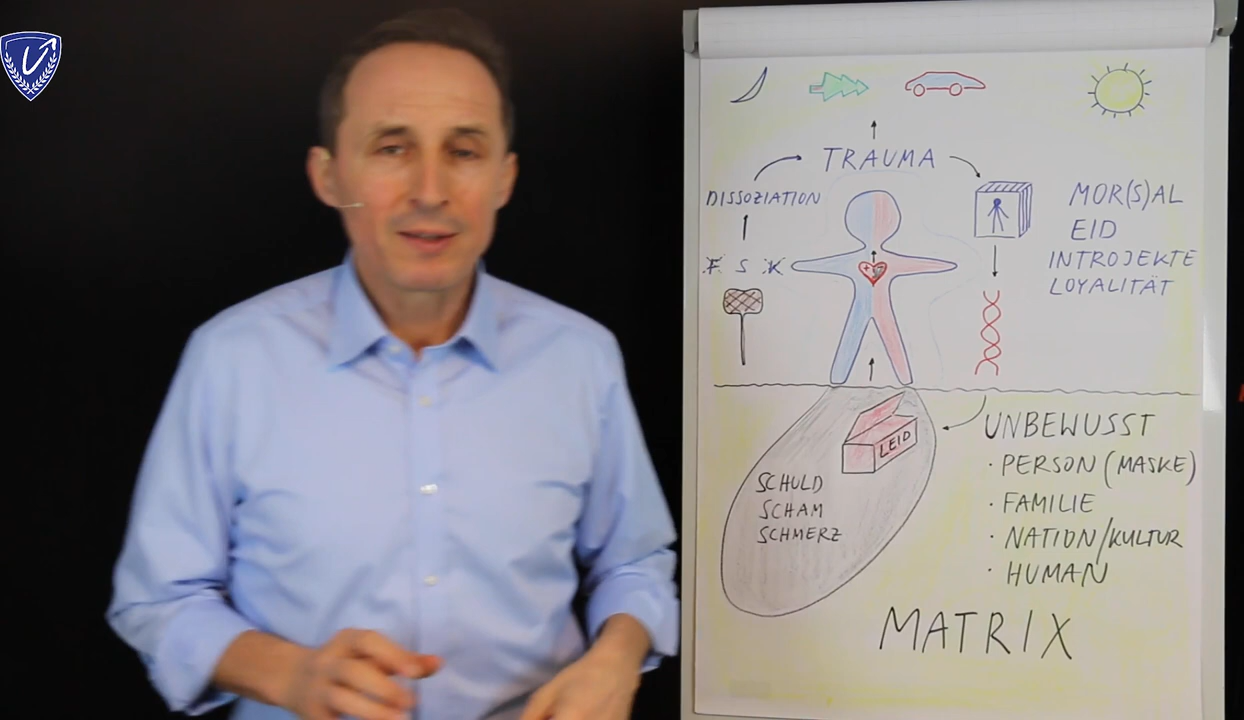 TRAUMA
DISSOZIATION
F S K
MOR(S)AL
EID
INTROJEKTE
LOYALITÄT
LEID
SCHULD
SCHAM
SCHMERZ
UNBEWUSST
· PERSON (MASKE)
· FAMILIE
· NATION/KULTUR
· HUMAN
MATRIX